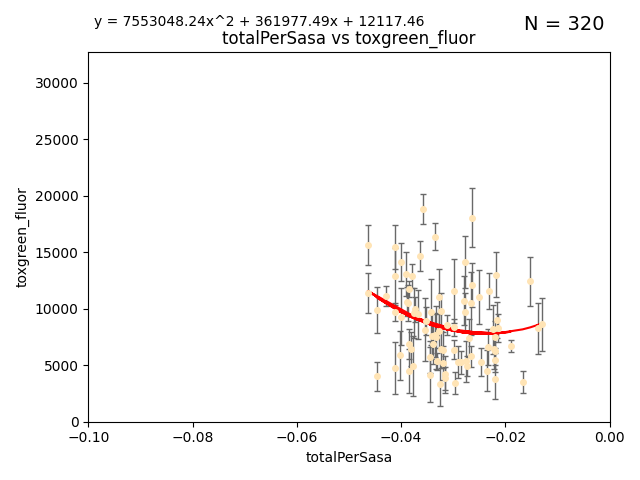 y = 7553048.24x^2 + 361977.49x + 12117.46
N = 320
totalPerSasa vs toxgreen_fluor
30000
25000
20000
15000
10000
5000
0
toxgreen_fluor
−0.10
−0.08
−0.06
−0.04
−0.02
0.00
totalPerSasa